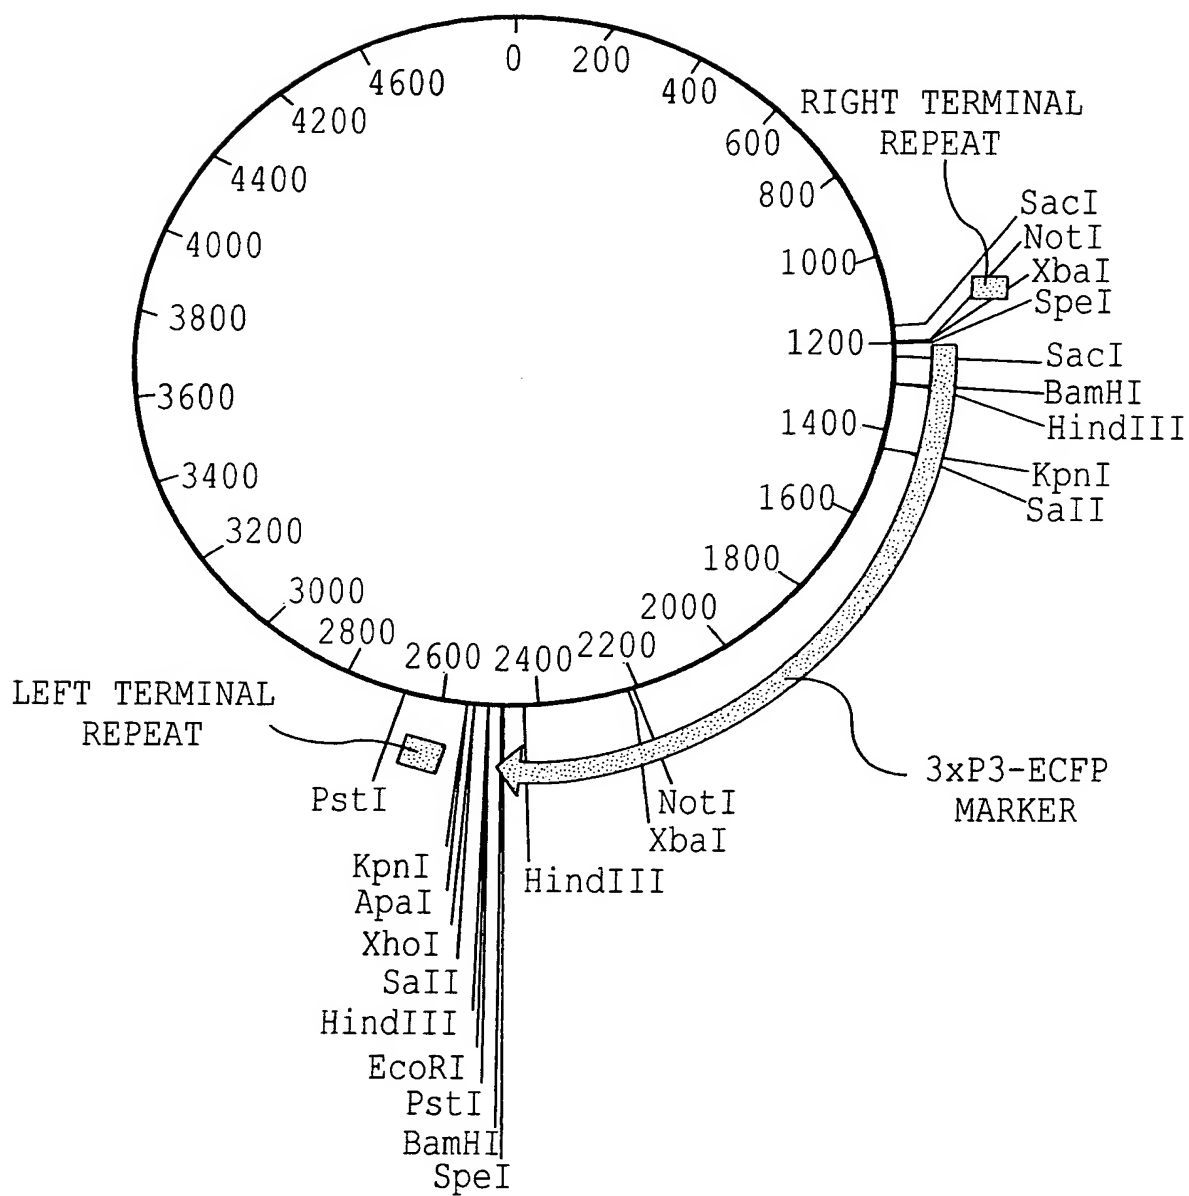 0
200
400
600
800
1000
1200
1400
1600
1800
2000
2200
2400
2600
2800
3000
3200
3400
3600
3800
4000
4400
4200
4600
RIGHT TERMINAL
REPEAT
SacI
NotI
XbaI
SpeI
SacI
BamHI
HindIII
KpnI
SaII
3xP3-ECFP
MARKER
NotI
XbaI
HindIII
LEFT TERMINAL
REPEAT
PstI
KpnI
ApaI
XhoI
SaII
HindIII
EcoRI
PstI
BamHI
SpeI